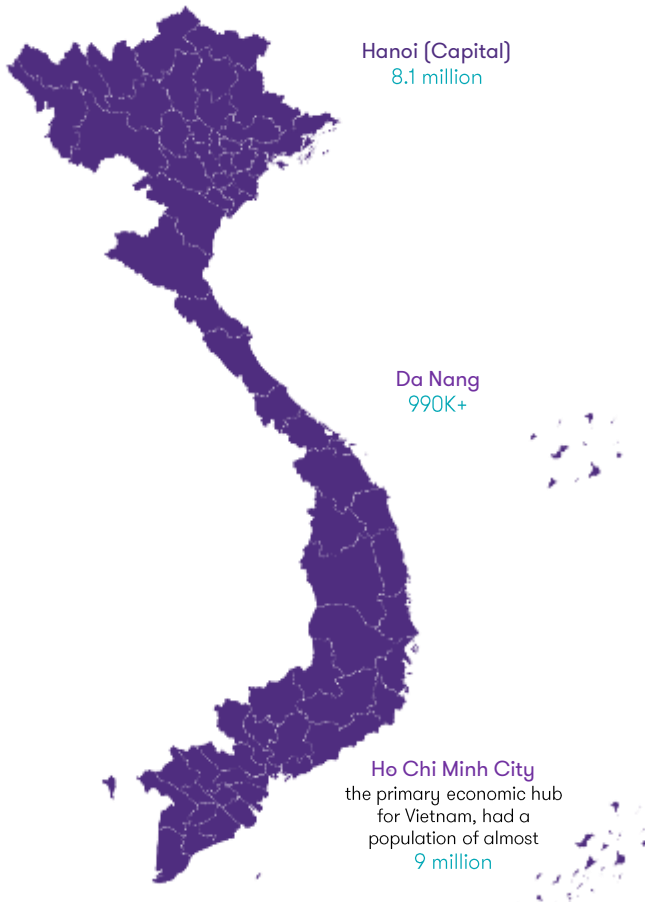 Hanoi (Capital)
8.1 million
Da Nang
990K+
Ho Chi Minh City
the primary economic hub
for Vietnam, had a
population of almost
9 million